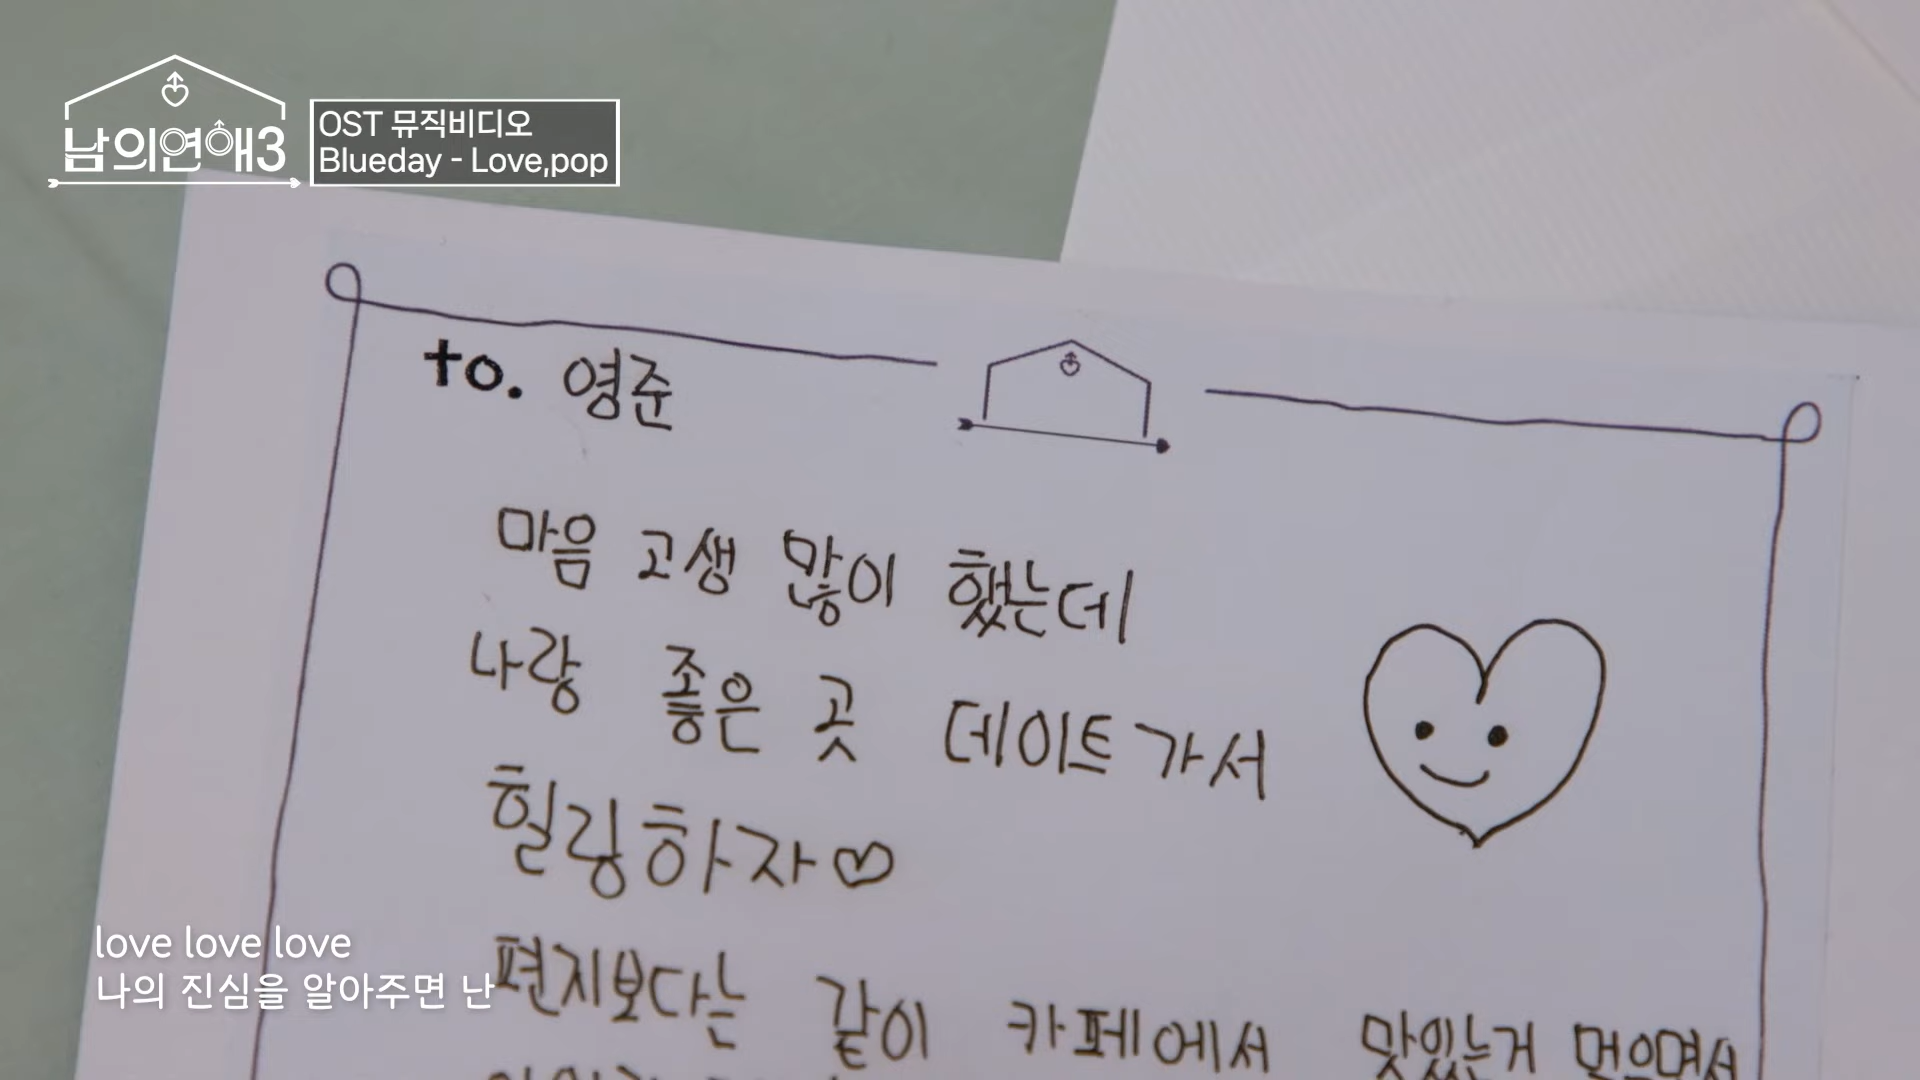 남의연애3
OST 뮤직비디오
Blueday - Love,pop
to. 영준
마음 고생 많이 했는데
나랑 좋은 곳 데이트가서
힐링하자♡
편지보다는 같이 카페에서 맛있는거 먹으면서
love love love
나의 진심을 알아주면 난